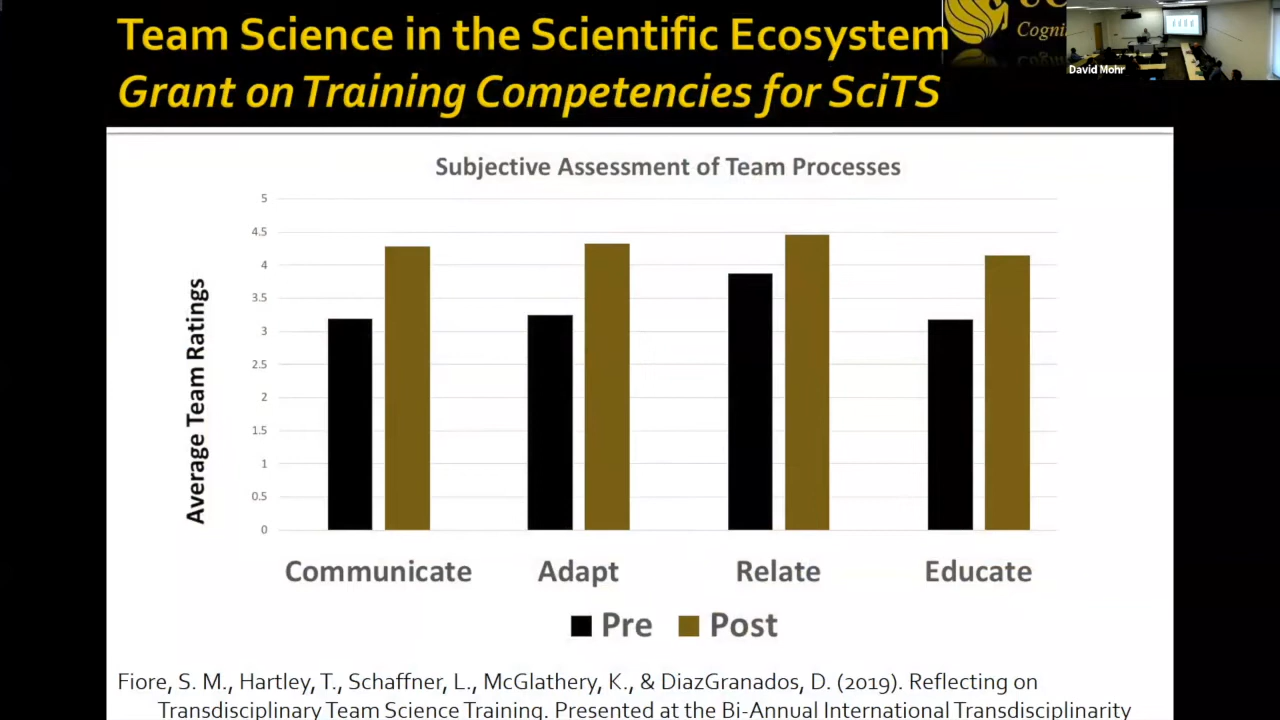 Team Science in the Scientific Ecosystem
Grant on Training Competencies for SciTS
David Mohr
Subjective Assessment of Team Processes
5
4.5
4
3.5
3
2.5
2
1.5
1
0.5
0
Average Team Ratings
Communicate Adapt Relate Educate
Pre Post
Fiore, S. M., Hartley, T., Schaffner, L., McGlathery, K., & DiazGranados, D. (2019). Reflecting on
Transdisciplinary Team Science Training. Presented at the Bi-Annual International Transdisciplinarity